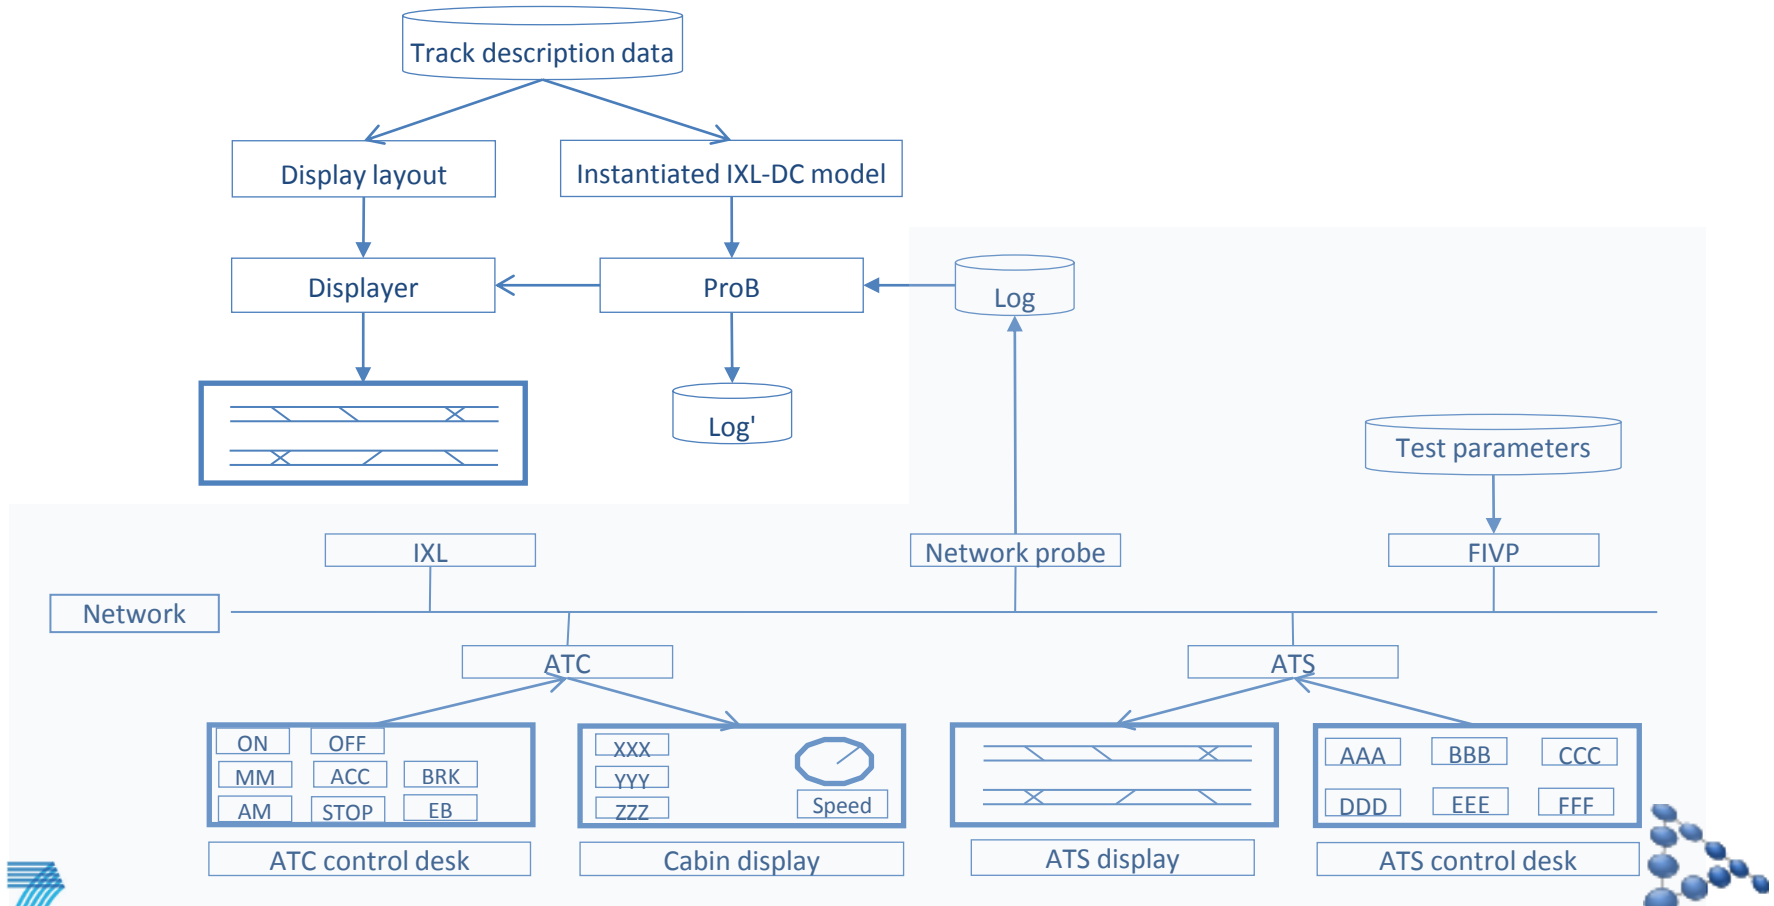 Track description data
Display layout
Instantiated IXL-DC model
Displayer
ProB
Log
Log'
Test parameters
IXL
Network probe
FIVP
Network
ATC
ATS
ON
OFF
MM
ACC
BRK
AM
STOP
EB
XXX
YYY
ZZZ
Speed
AAA
BBB
CCC
DDD
EEE
FFF
ATC control desk
Cabin display
ATS display
ATS control desk